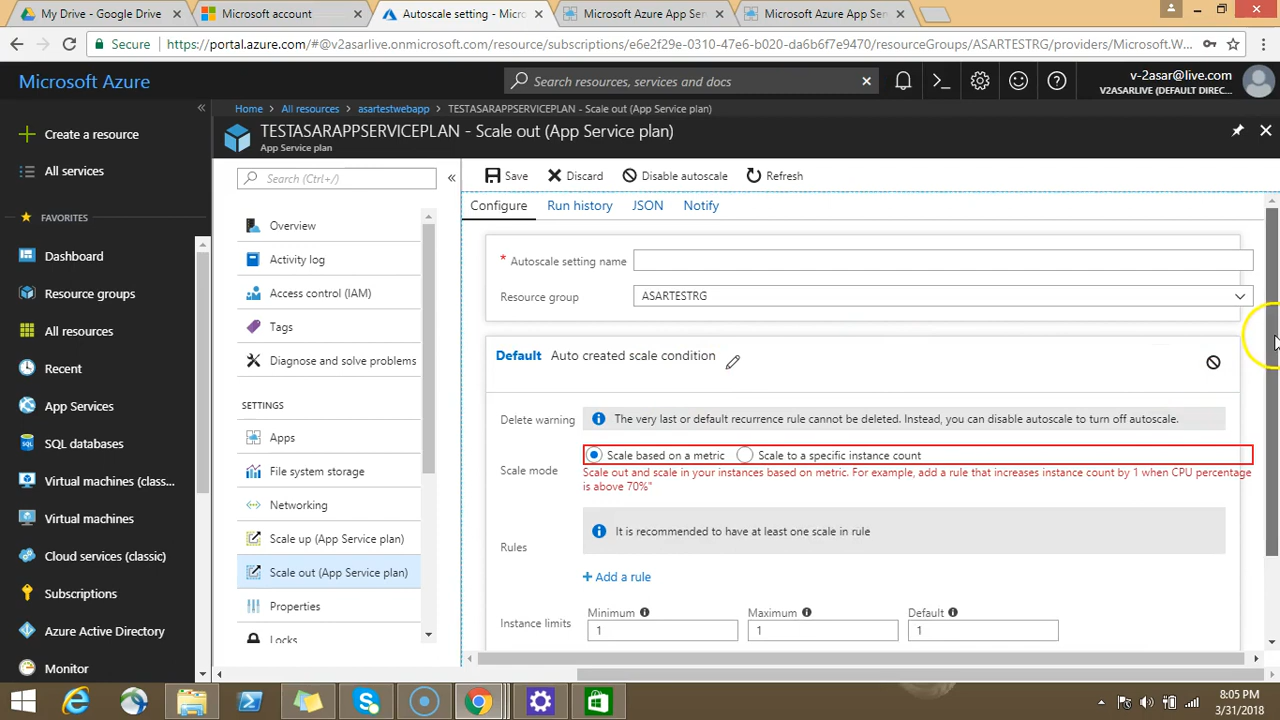 My Drive - Google Drive
Microsoft account
Autoscale setting - Micro
Microsoft Azure App Ser
Microsoft Azure App Ser
Secure
https://portal.azure.com/#@v2asarlive.onmicrosoft.com/resource/subscriptions/e6e2f29e-0310-47e6-b020-da5b6f7e9470/resourceGroups/ASARTESTRG/providers/Microsoft.W...
Microsoft Azure
Search resources, services and docs
v-2asar@live.com
V2ASARLIVE (DEFAULT DIREC...
Home
All resources
asartestwebapp
TESTASARAPPSERVICEPLAN - Scale out (App Service plan)
TESTASARAPPSERVICEPLAN - Scale out (App Service plan)
App Service plan
Create a resource
All services
FAVORITES
Dashboard
Resource groups
All resources
Recent
App Services
SQL databases
Virtual machines (class...
Virtual machines
Cloud services (classic)
Subscriptions
Azure Active Directory
Monitor
Search (Ctrl+/)
Overview
Activity log
Access control (IAM)
Tags
Diagnose and solve problems
SETTINGS
Apps
File system storage
Networking
Scale up (App Service plan)
Scale out (App Service plan)
Properties
Locks
Save
Discard
Disable autoscale
Refresh
Configure
Run history
JSON
Notify
* Autoscale setting name
Resource group
ASARTESTRG
Default Auto created scale condition
Delete warning
The very last or default recurrence rule cannot be deleted. Instead, you can disable autoscale to turn off autoscale.
Scale mode
Scale based on a metric
Scale to a specific instance count
Scale out and scale in your instances based on metric. For example, add a rule that increases instance count by 1 when CPU percentage
is above 70%"
Rules
It is recommended to have at least one scale in rule
+ Add a rule
Instance limits
Minimum
1
Maximum
1
Default
1
8:05 PM
3/31/2018